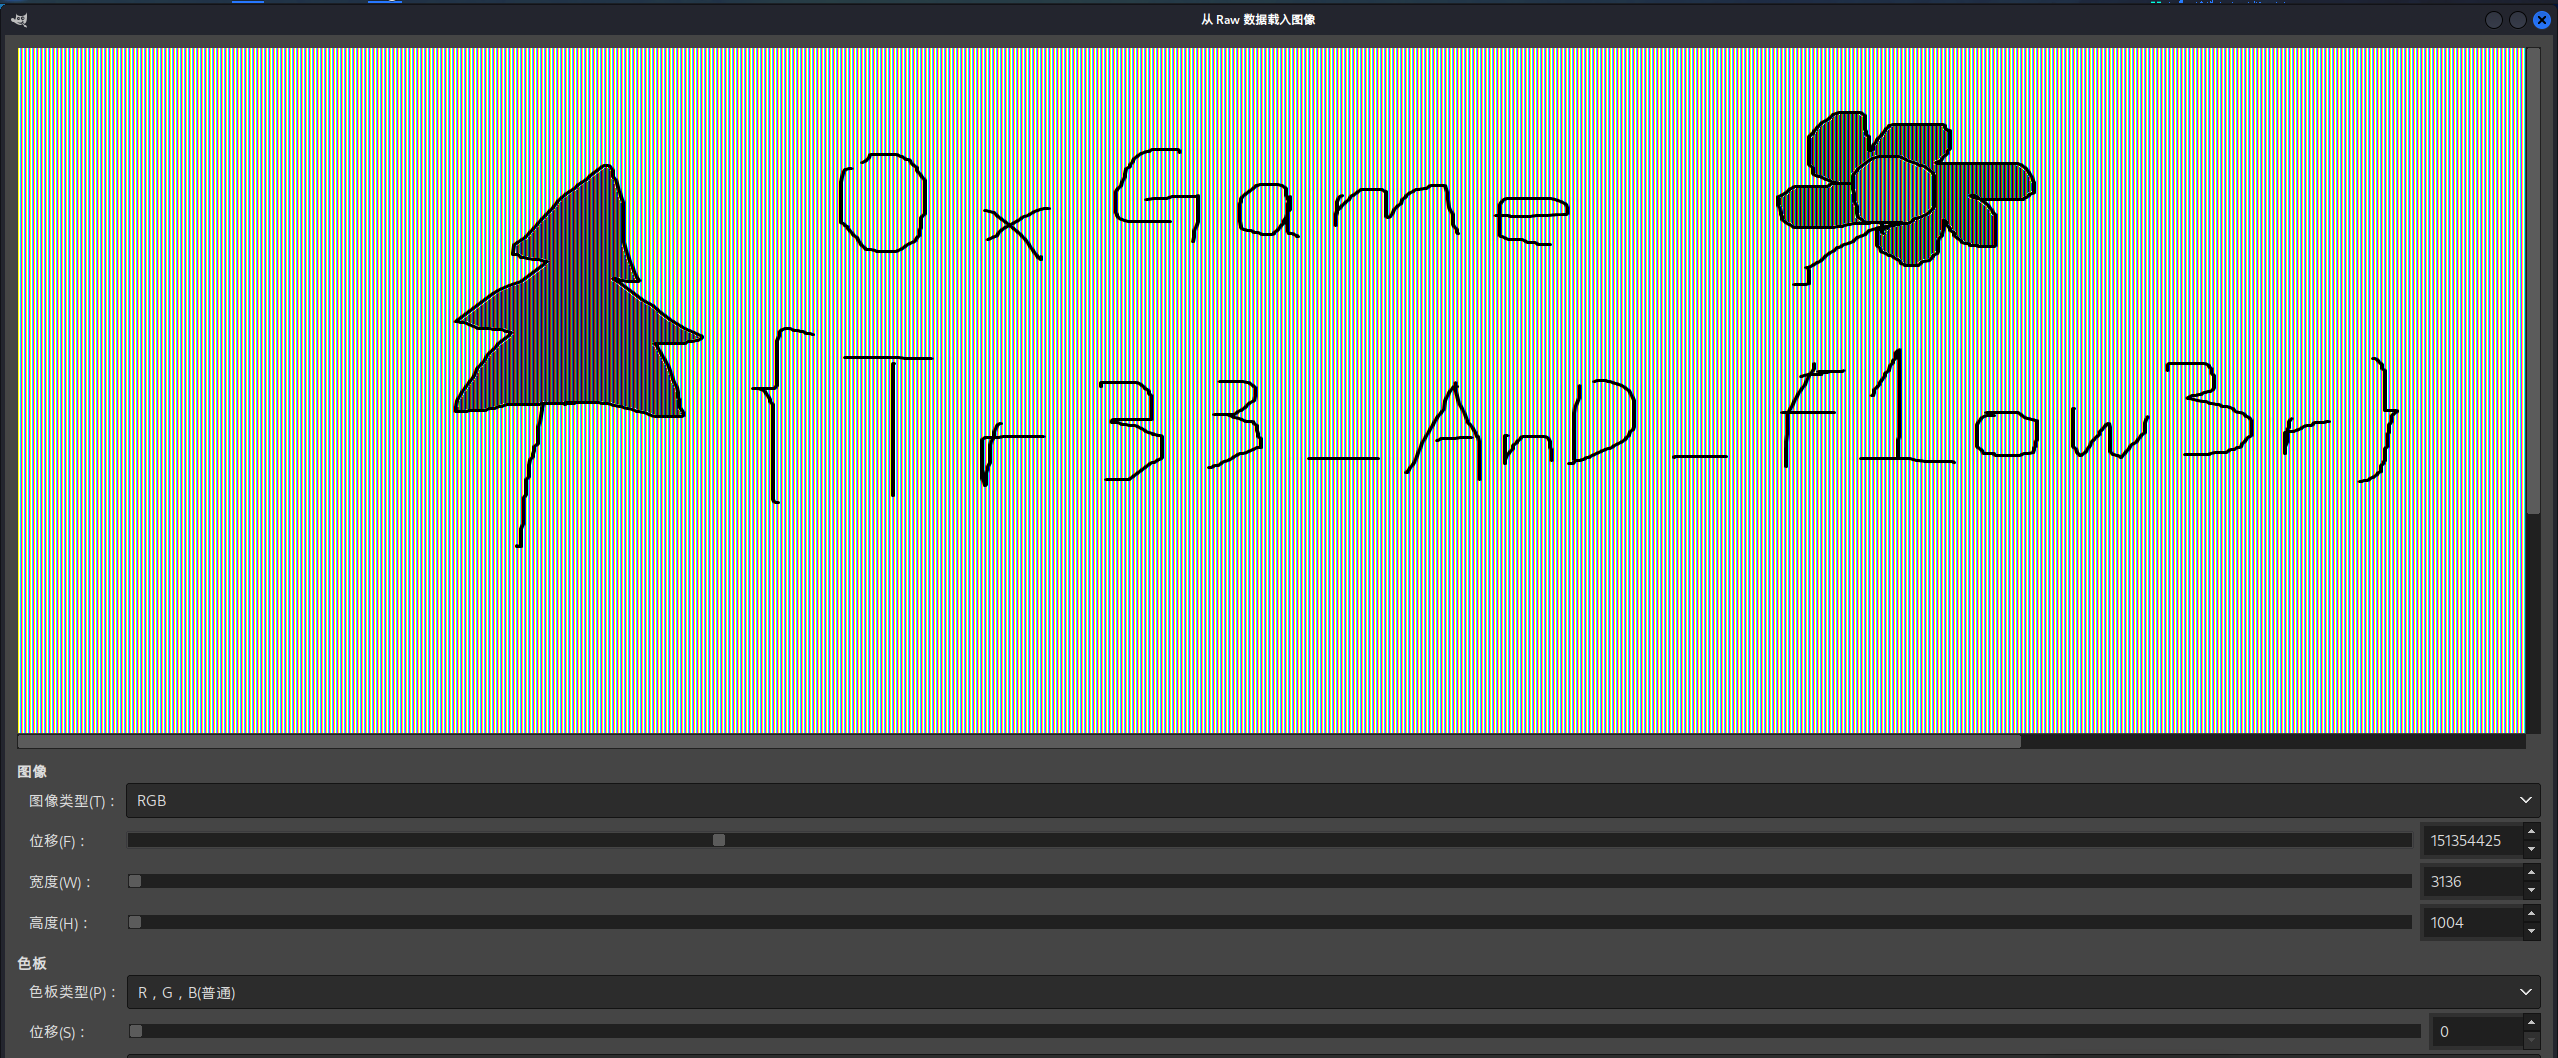 从 Raw 数据载入图像
0xGame
{Tr33_AnD_f1ow3r}
图像
图像类型(T)： RGB
位移(F)： 151354425
宽度(W)： 3136
高度(H)： 1004
色板
色板类型(P)： R，G，B(普通)
位移(S)： 0